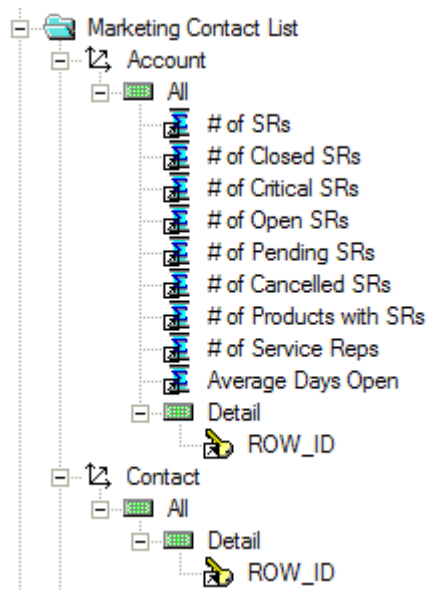 Marketing Contact List
Account
All
# of SRs
# of Closed SRs
# of Critical SRs
# of Open SRs
# of Pending SRs
# of Cancelled SRs
# of Products with SRs
# of Service Reps
Average Days Open
Detail
ROW_ID
Contact
All
Detail
ROW_ID